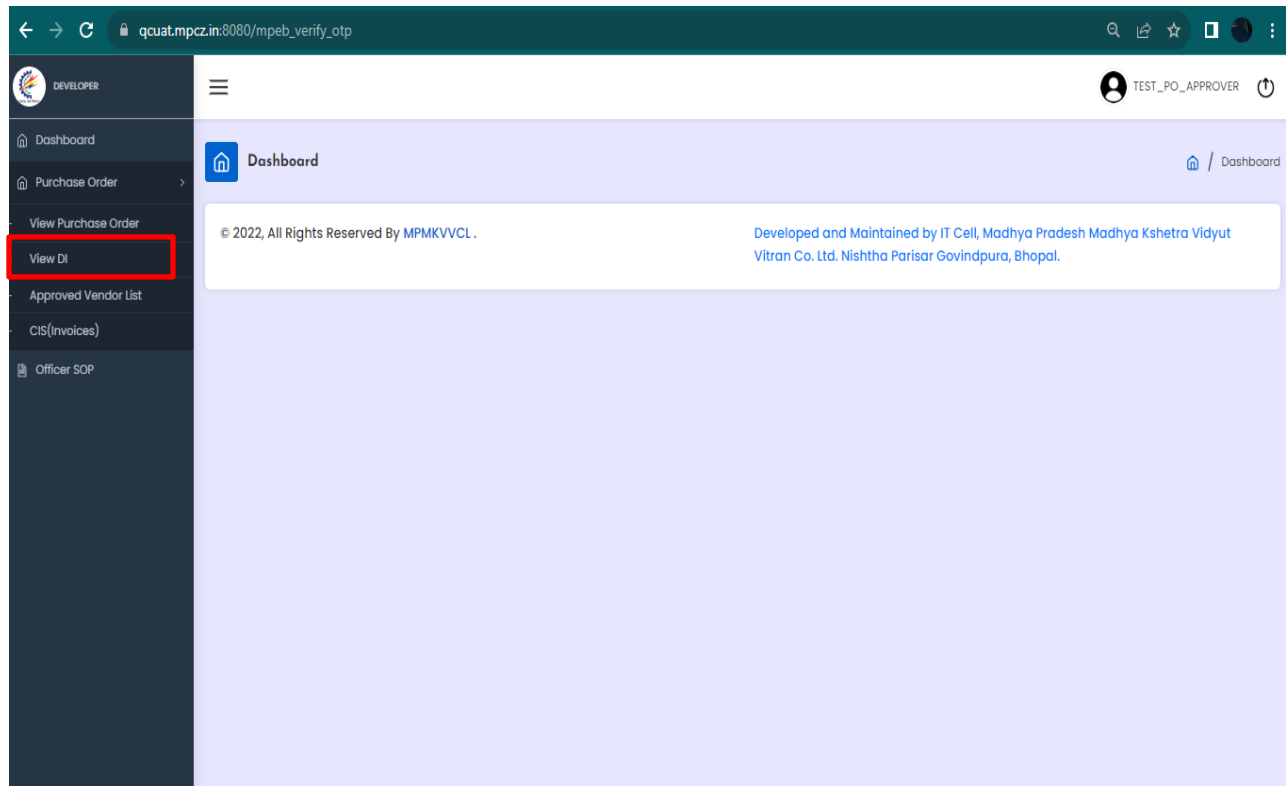 qcuat.mpcz.in:8080/mpeb_verify_otp
DEVELOPER
TEST_PO_APPROVER
Dashboard
Purchase Order
View Purchase Order
View DI
Approved Vendor List
CIS(Invoices)
Officer SOP
Dashboard
/ Dashboard
© 2022, All Rights Reserved By MPMKVVCL .
Developed and Maintained by IT Cell, Madhya Pradesh Madhya Kshetra Vidyut
Vitran Co. Ltd. Nishtha Parisar Govindpura, Bhopal.